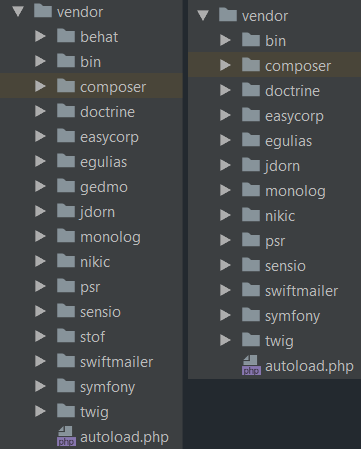 vendor
behat
bin
composer
doctrine
easycorp
egulias
gedmo
jdorn
monolog
nikic
psr
sensio
stof
swiftmailer
symfony
twig
php autoload.php
vendor
bin
composer
doctrine
easycorp
egulias
jdorn
monolog
nikic
psr
sensio
swiftmailer
symfony
twig
php autoload.php